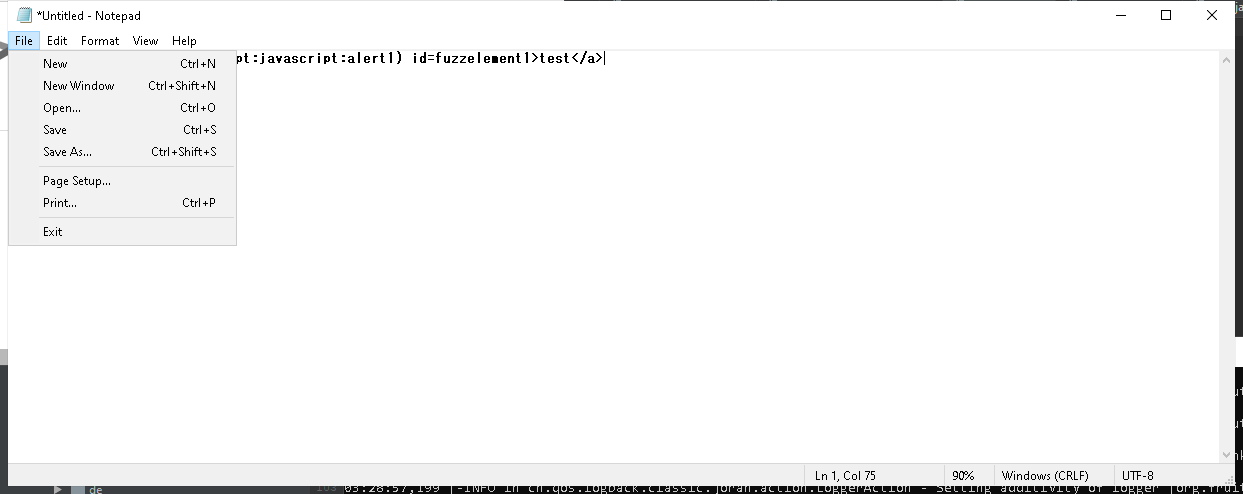 *Untitled - Notepad
File Edit Format View Help
pt:javascript:alert1) id=fuzzelement1>test</a>
New Ctrl+N
New Window Ctrl+Shift+N
Open... Ctrl+O
Save Ctrl+S
Save As... Ctrl+Shift+S
Page Setup...
Print... Ctrl+P
Exit
Ln 1, Col 75 90% Windows (CRLF) UTF-8
de 03:28:57,199 |-INFO in ch.qos.logback.classic.joran.action.LoggerAction - Setting additivity of logger